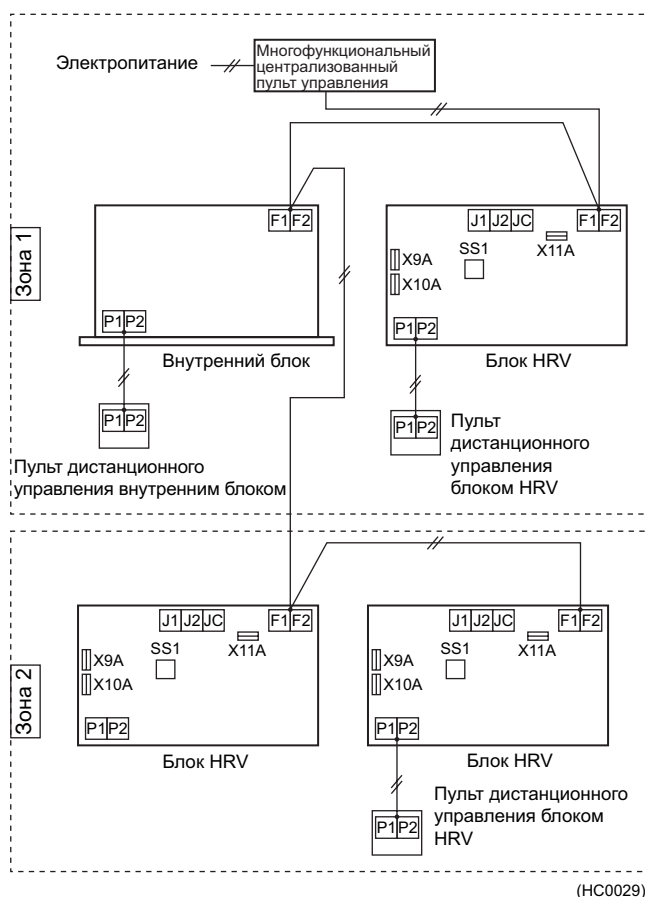 Электропитание
Многофункциональный
централизованный
пульт управления
Зона 1
F1 F2
J1 J2 JC
F1 F2
X9A
X10A
SS1
X11A
P1 P2
P1 P2
Внутренний блок
Блок HRV
P1 P2
P1 P2
Пульт дистанционного
управления внутренним блоком
Пульт
дистанционного
управления
блоком HRV
Зона 2
J1 J2 JC
F1 F2
J1 J2 JC
F1 F2
X9A
X10A
SS1
X11A
X9A
X10A
SS1
X11A
P1 P2
P1 P2
Блок HRV
Блок HRV
P1 P2
Пульт дистанционного
управления блоком
HRV
(HC0029)